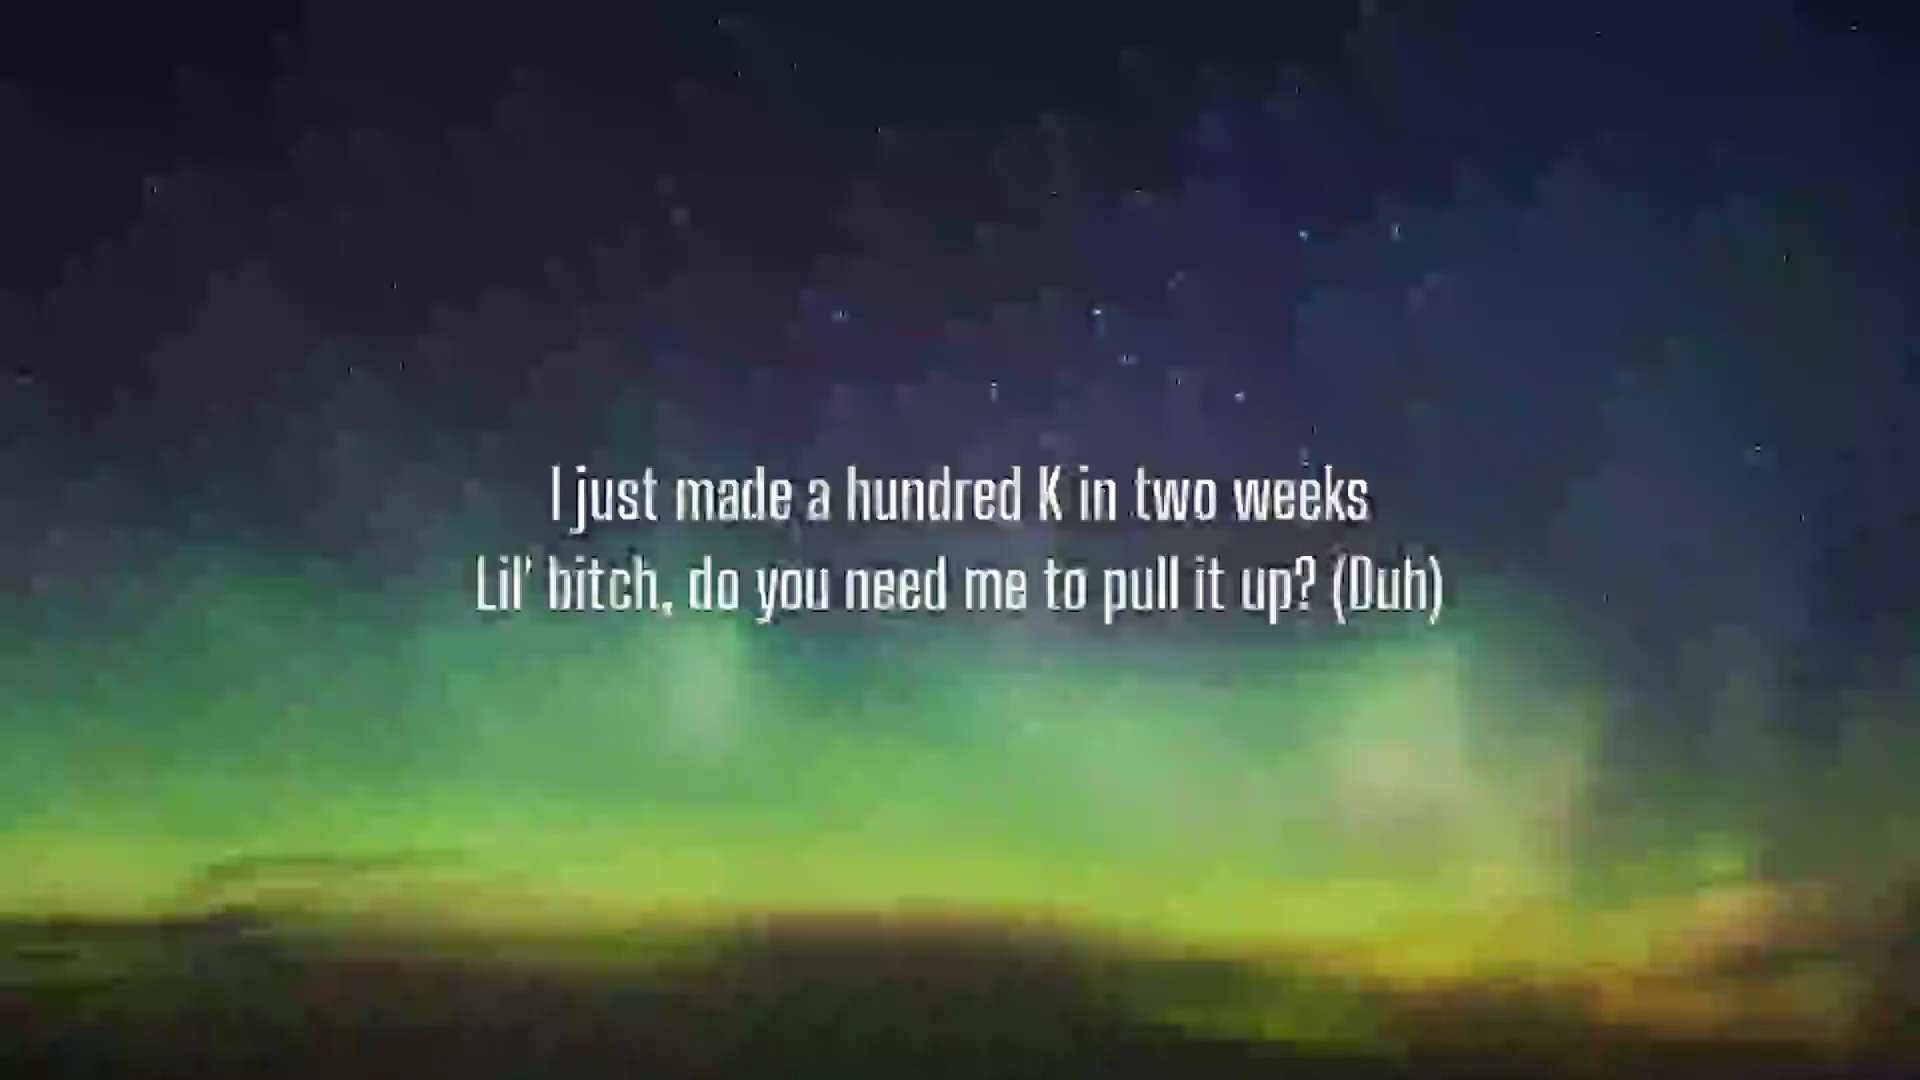 I just made a hundred K in two weeks
Lil' bitch, do you need me to pull it up? (Duh)